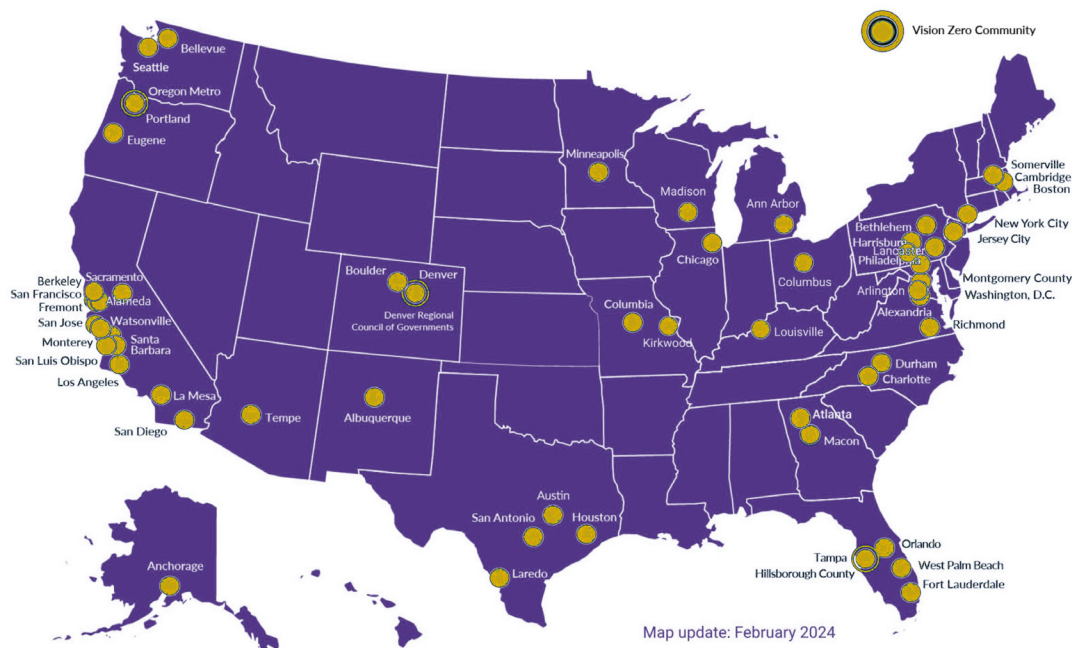 Vision Zero Community
Bellevue
Seattle
Oregon Metro
Portland
Eugene
Minneapolis
Madison
Ann Arbor
Chicago
Columbus
Somerville
Cambridge
Boston
New York City
Jersey City
Bethlehem
Harrisburg
Lancaster
Philadelphia
Montgomery County
Washington, D.C.
Arlington
Alexandria
Richmond
Berkeley
Sacramento
San Francisco
Alameda
Fremont
San Jose
Watsonville
Monterey
Santa
Barbara
San Luis Obispo
Los Angeles
La Mesa
San Diego
Boulder
Denver
Denver Regional
Council of Governments
Columbia
Kirkwood
Louisville
Durham
Charlotte
Tempe
Albuquerque
Atlanta
Macon
Austin
San Antonio
Houston
Laredo
Orlando
Tampa
Hillsborough County
West Palm Beach
Fort Lauderdale
Anchorage
Map update: February 2024